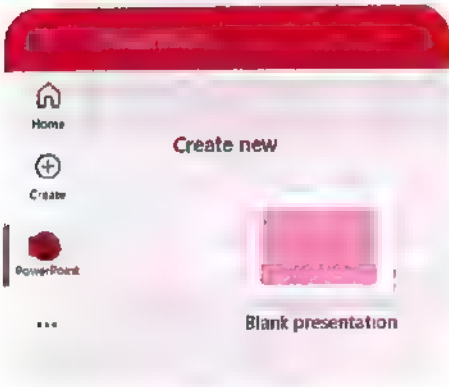 Home
Create new
Create
PowerPoint
...
Blank presentation